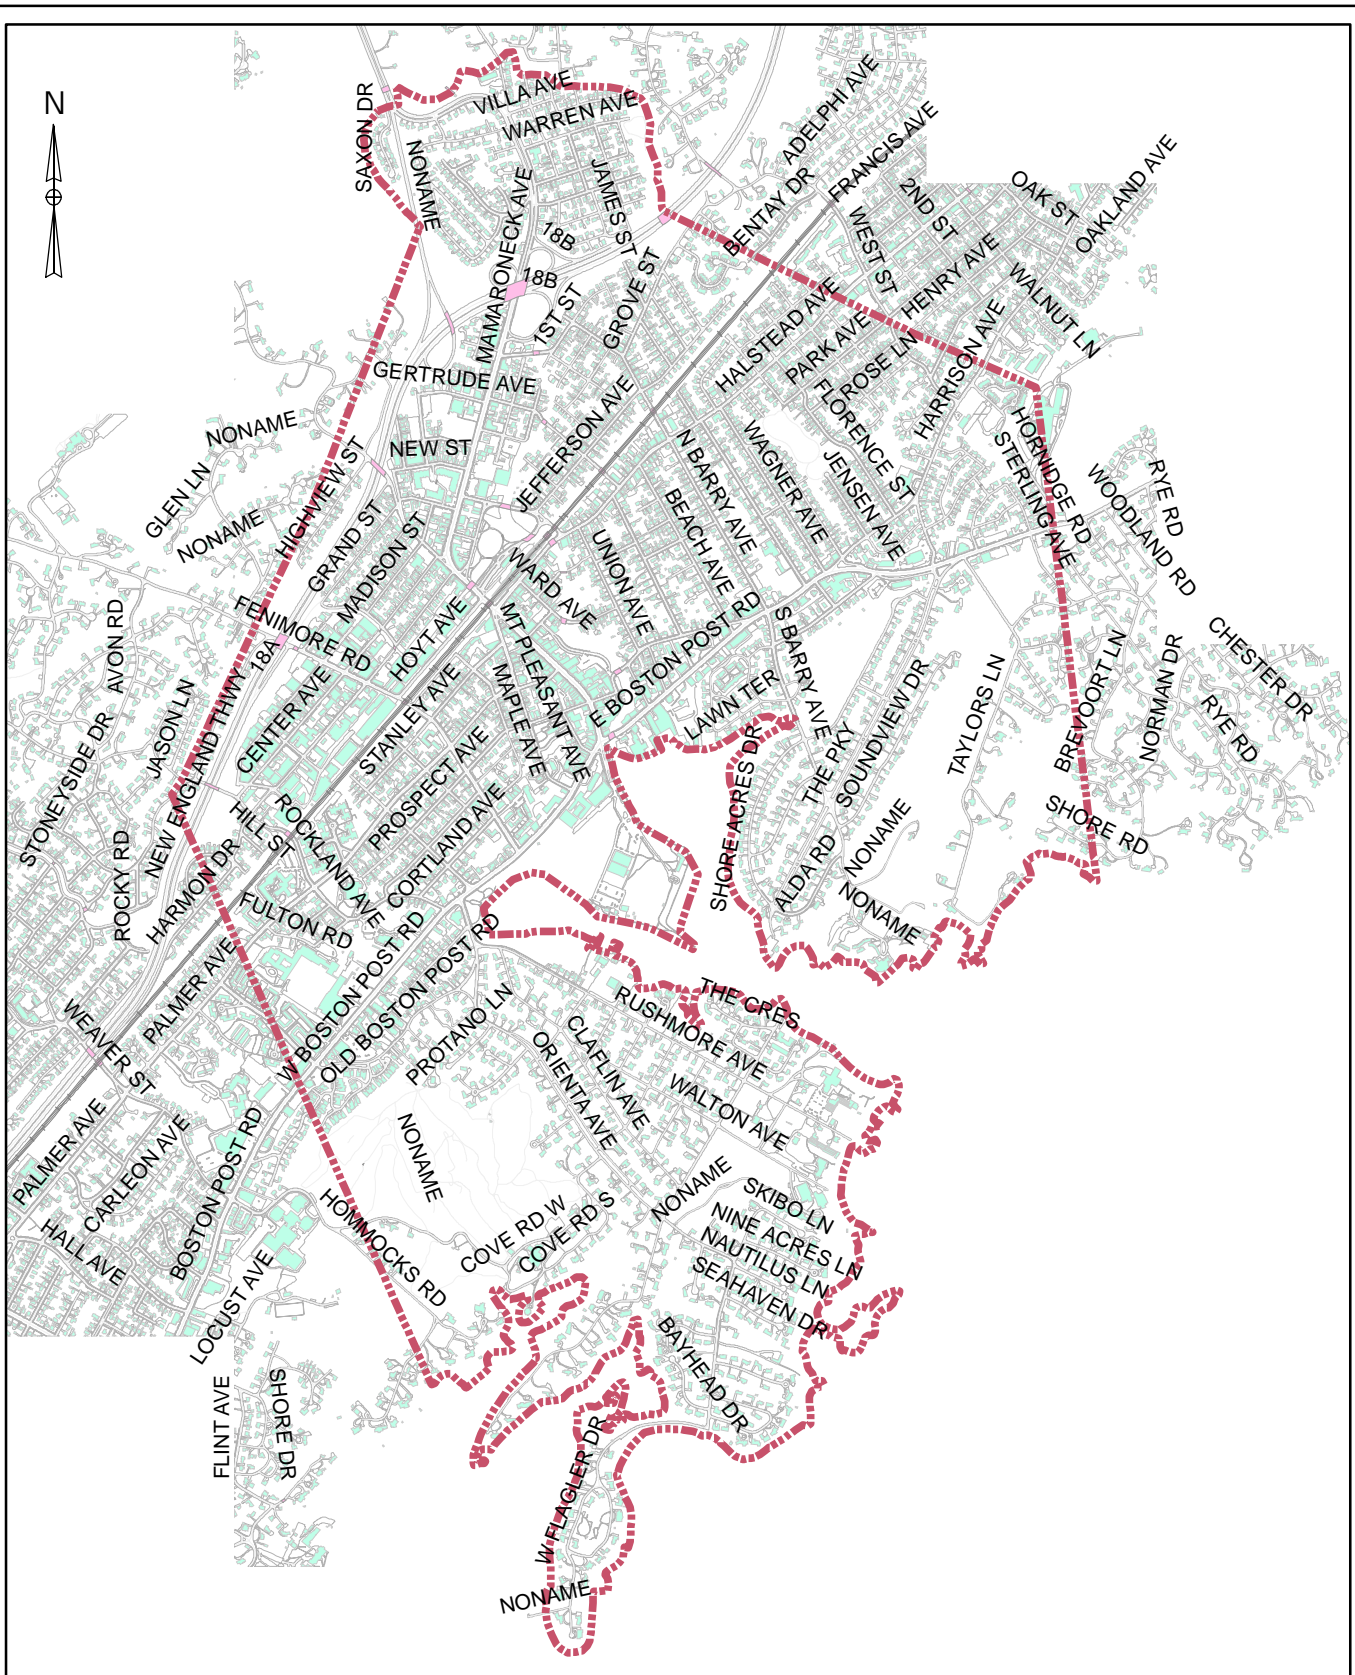 N
SAXON DR
VILLA AVE
WARREN AVE
NONAME
MAMARONECK AVE
JAMES ST
18B
18B
1ST ST
GROVE ST
BENTAY DR
ADELPHI AVE
FRANCIS AVE
2ND ST
WEST ST
OAK ST
OAKLAND AVE
HENRY AVE
WALNUT LN
HALSTEAD AVE
PARK AVE
ROSE LN
HARRISON AVE
GERTRUDE AVE
NEW ST
JEFFERSON AVE
FLORENCE ST
WAGNER AVE
JENSEN AVE
N BARRY AVE
BEACH AVE
HORNIDGE RD
STERLING AVE
WOODLAND RD
RYE RD
NONAME
GLEN LN
NONAME
HIGHVIEW ST
GRAND ST
MADISON ST
WARD AVE
UNION AVE
FENIMORE RD
HOYT AVE
MT PLEASANT AVE
MAPLE AVE
E BOSTON POST RD
LAWN TER
S BARRY AVE
THE PKY
SOUNDVIEW DR
TAYLORS LN
BREVOORT LN
NORMAN DR
CHESTER DR
RYE RD
AVON RD
JASON LN
18A
NEW ENGLAND THWY
CENTER AVE
STANLEY AVE
STONEYSIDE DR
ROCKY RD
HILL ST
HARMON DR
ROCKLAND AVE
PROSPECT AVE
CORTLAND AVE
SHORE ACRES DR
ALDA RD
NONAME
NONAME
SHORE RD
FULTON RD
PALMER AVE
W BOSTON POST RD
OLD BOSTON POST RD
WEAVER ST
PROTANO LN
THE CRES
RUSHMORE AVE
CLAFLIN AVE
ORIENTA AVE
WALTON AVE
PALMER AVE
CARLEON AVE
HALL AVE
BOSTON POST RD
NONAME
HOMMOCKS RD
COVE RD W
COVE RD S
NONAME
SKIBO LN
NINE ACRES LN
NAUTILUS LN
SEAHAVEN DR
LOCUST AVE
BAYHEAD DR
FLINT AVE
SHORE DR
W FLAGLER DR
NONAME